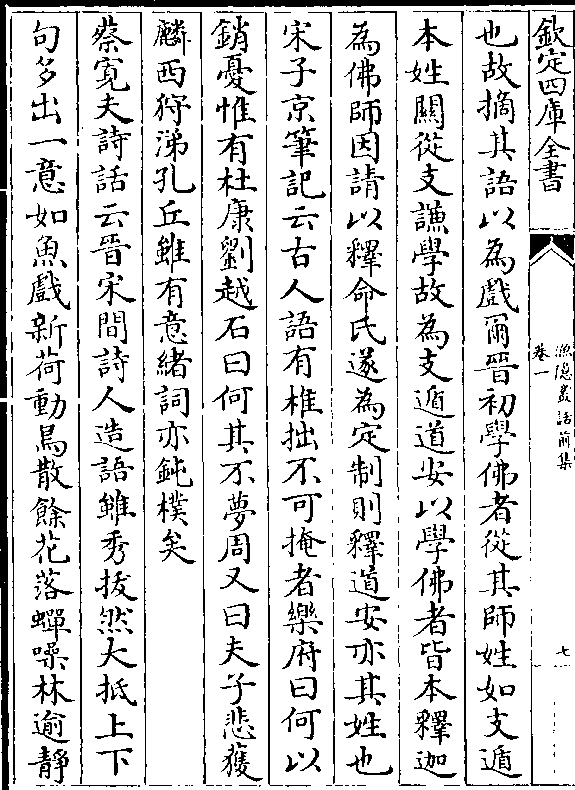 欽定四庫全書
漁隱叢話前集
卷一
七
也故摘其語以為戲爾晉初學佛者從其師姓如支遁
本姓關從支謙學故為支遁道安以學佛者皆本釋迦
為佛師因請以釋命氏遂為定制則釋道安亦其姓也
宋子京筆記云古人語有椎拙不可掩者樂府曰何以
銷憂惟有杜康劉越石曰何其不夢周又曰夫子悲獲
麟西狩涕孔丘雖有意緒詞亦鈍樸矣
蔡寬夫詩話云晉宋間詩人造語雖秀拔然大抵上下
句多出一意如魚戲新荷動鳥散餘花落蟬噪林逾靜